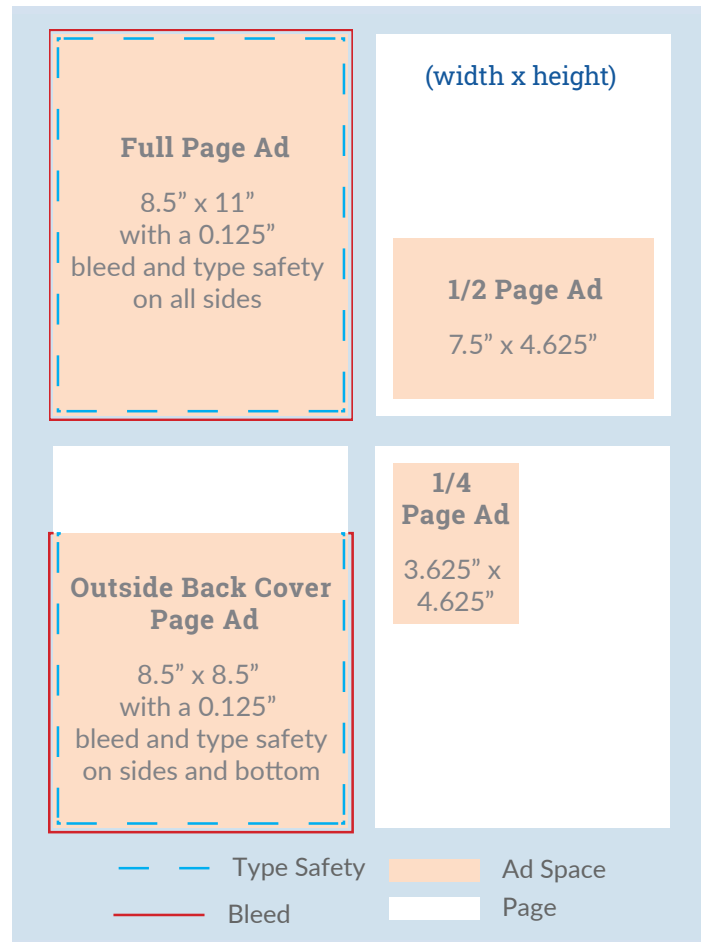 Full Page Ad
8.5” x 11”
with a 0.125”
bleed and type safety
on all sides
(width x height)
1/2 Page Ad
7.5” x 4.625”
Outside Back Cover
Page Ad
8.5” x 8.5”
with a 0.125”
bleed and type safety
on sides and bottom
1/4
Page Ad
3.625” x
4.625”
Type Safety
Bleed
Ad Space
Page